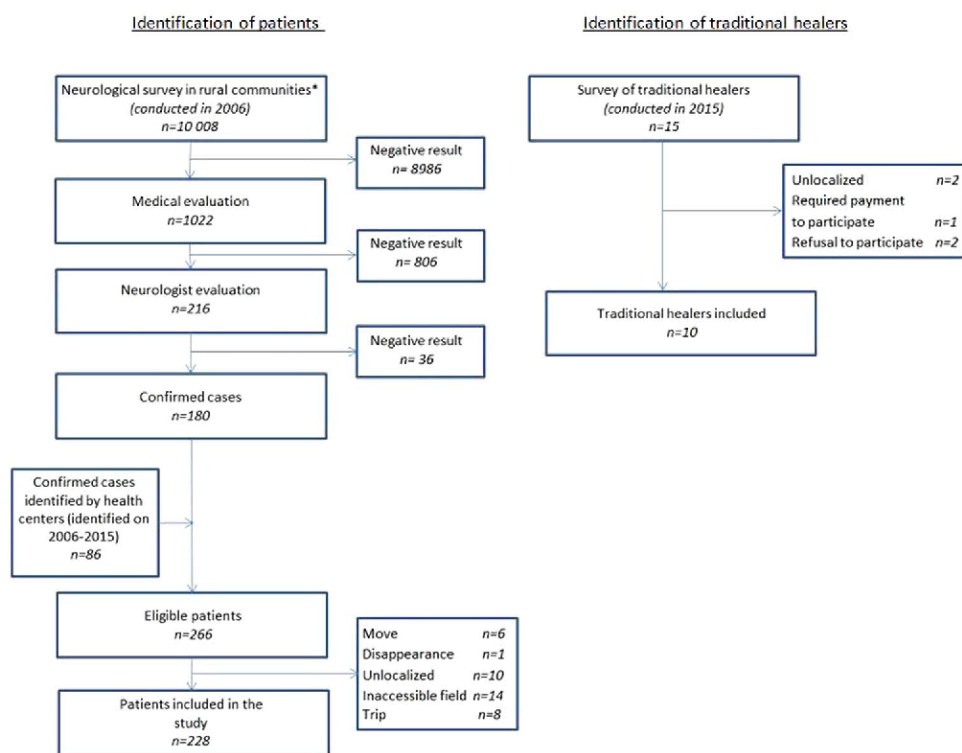 Identification of patients
Neurological survey in rural communities*
(conducted in 2006)
n=10 008
Negative result
n= 8986
Medical evaluation
n=1022
Negative result
n= 806
Neurologist evaluation
n=216
Negative result
n= 36
Confirmed cases
n=180
Confirmed cases
identified by health
centers (identified on
2006-2015)
n=86
Eligible patients
n=266
Move n=6
Disappearance n=1
Unlocalized n=10
Inaccessible field n=14
Trip n=8
Patients included in the
study
n=228
Identification of traditional healers
Survey of traditional healers
(conducted in 2015)
n=15
Unlocalized n=2
Required payment
to participate n=1
Refusal to participate n=2
Traditional healers included
n=10